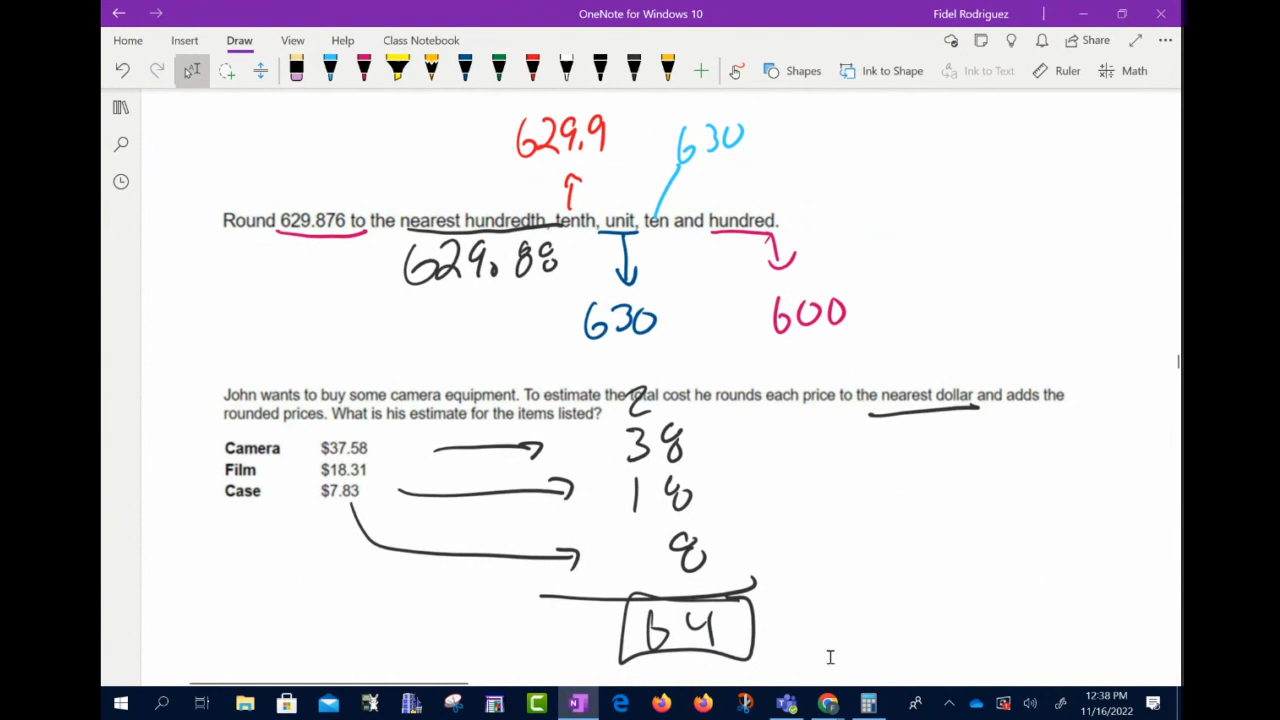 OneNote for Windows 10
Fidel Rodriguez
Home Insert Draw View Help Class Notebook
Share
Shapes Ink to Shape Ink to Text Ruler Math
629.9
630
Round 629.876 to the nearest hundredth, tenth, unit, ten and hundred.
629.88
630
600
John wants to buy some camera equipment. To estimate the total cost he rounds each price to the nearest dollar and adds the
rounded prices. What is his estimate for the items listed?
2
Camera $37.58
38
Film $18.31
Case $7.83
18
8
64
12:38 PM
11/16/2022